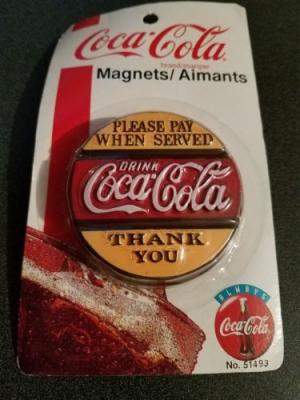 Coca-Cola
brand/marque
Magnets/Aimants
PLEASE PAY
WHEN SERVED
DRINK
Coca-Cola
THANK
YOU
ALWAYS
Coca-Cola
No. 51493